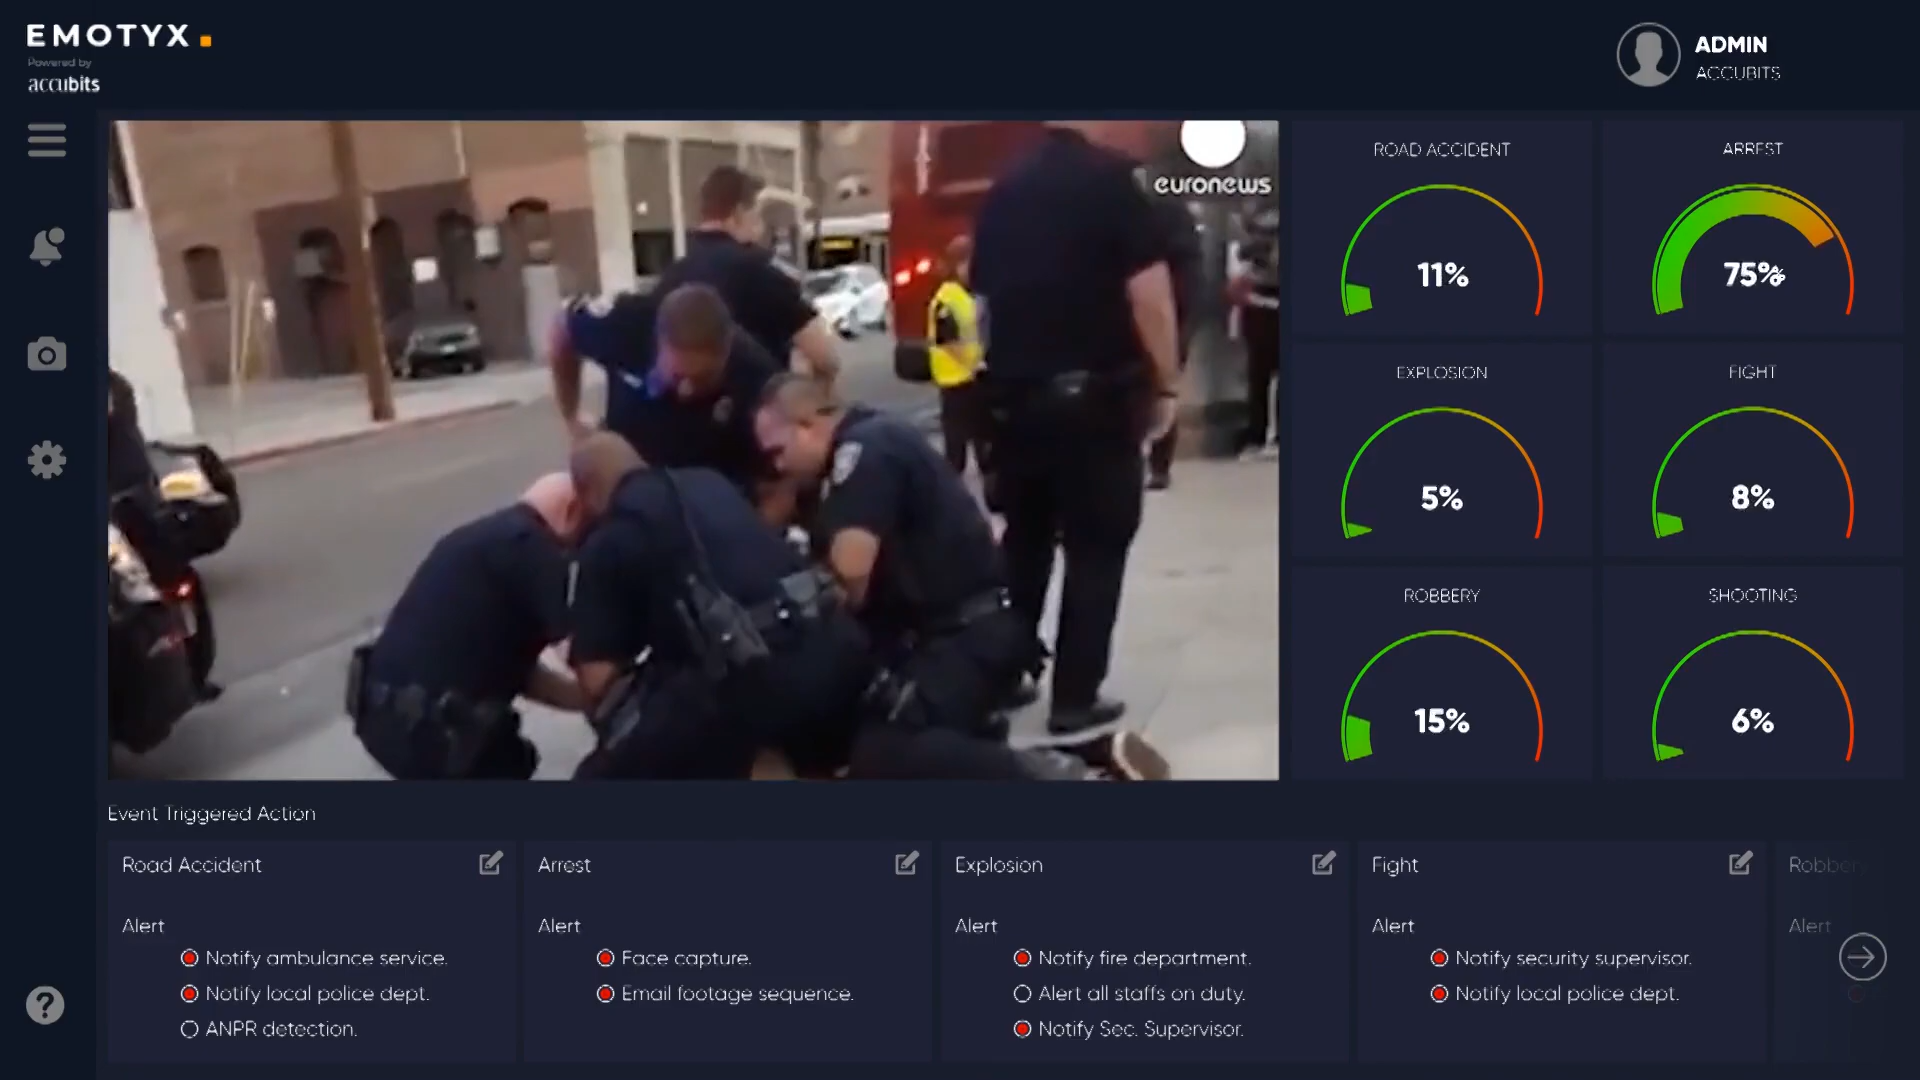 EMOTYX
Powered by
accubits
ADMIN
ACCUBITS
euronews
ROAD ACCIDENT
11%
ARREST
75%
EXPLOSION
5%
FIGHT
8%
ROBBERY
15%
SHOOTING
6%
Event Triggered Action
Road Accident
Alert
Notify ambulance service.
Notify local police dept.
ANPR detection.
Arrest
Alert
Face capture.
Email footage sequence.
Explosion
Alert
Notify fire department.
Alert all staffs on duty.
Notify Sec. Supervisor.
Fight
Alert
Notify security supervisor.
Notify local police dept.
Robbery
Alert